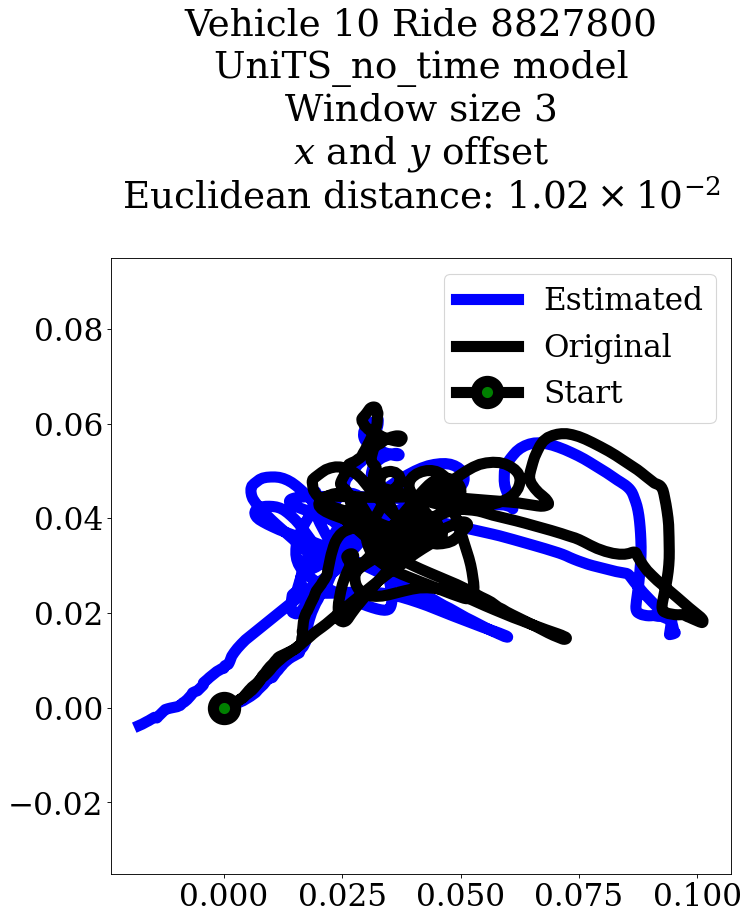 Vehicle 10 Ride 8827800
UniTS_no_time model
Window size 3
x and y offset
Euclidean distance: 1.02 × 10⁻²
Estimated
Original
Start
0.08
0.06
0.04
0.02
0.00
−0.02
0.000 0.025 0.050 0.075 0.100